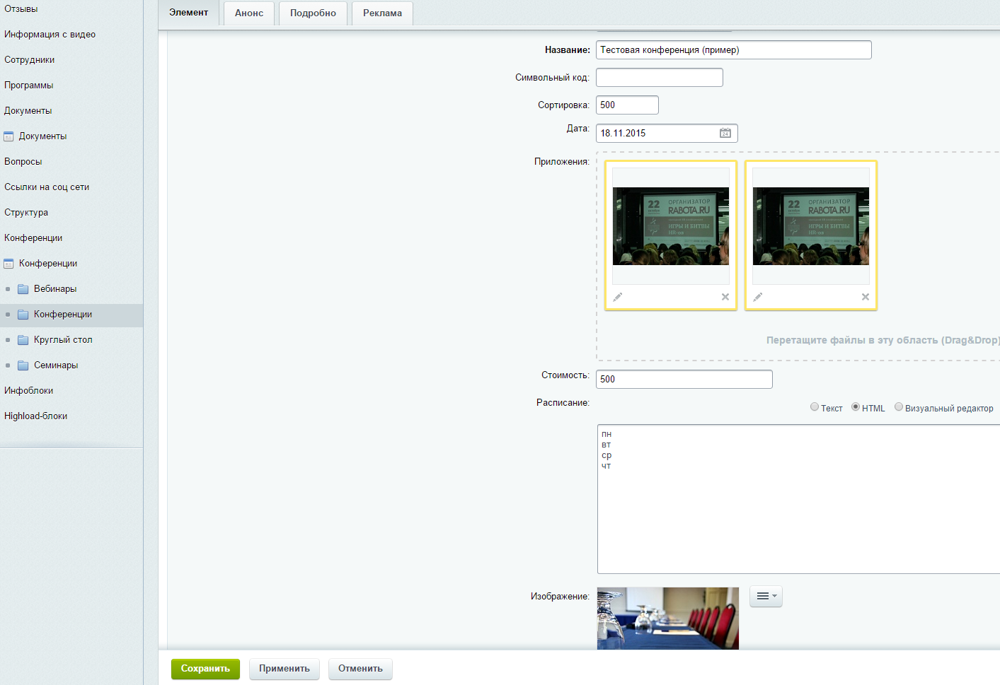 Отзывы
Информация с видео
Сотрудники
Программы
Документы
Документы
Вопросы
Ссылки на соц сети
Структура
Конференции
Конференции
Вебинары
Конференции
Круглый стол
Семинары
Инфоблоки
Highload-блоки
Элемент
Анонс
Подробно
Реклама
Название:
Тестовая конференция (пример)
Символьный код:
Сортировка:
500
Дата:
18.11.2015
24
Приложения:
22
ОРГАНИЗАТОР
RABOTA.RU
ИГРЫ И БИТВЫ
HR-ов
22
ОРГАНИЗАТОР
RABOTA.RU
ИГРЫ И БИТВЫ
HR-ов
Перетащите файлы в эту область (Drag&Drop)
Стоимость:
500
Расписание:
Текст
HTML
Визуальный редактор
пн
вт
ср
чт
Изображение:
Сохранить
Применить
Отменить